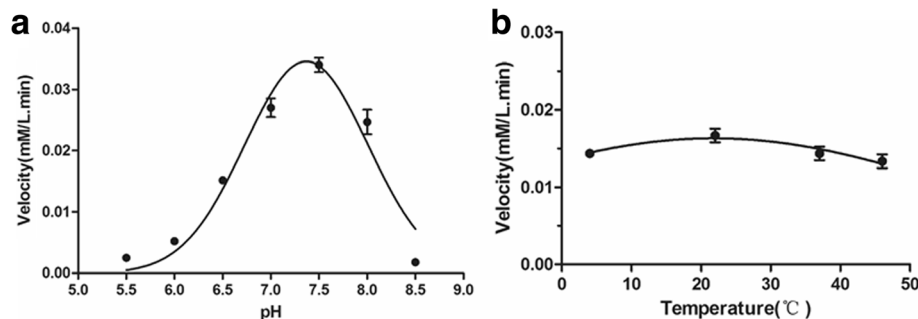 a
Velocity(mM/L.min)
0.04
0.03
0.02
0.01
0.00
5.0 5.5 6.0 6.5 7.0 7.5 8.0 8.5 9.0
pH
b
Velocity(mM/L.min)
0.03
0.02
0.01
0.00
0 10 20 30 40 50
Temperature(℃)